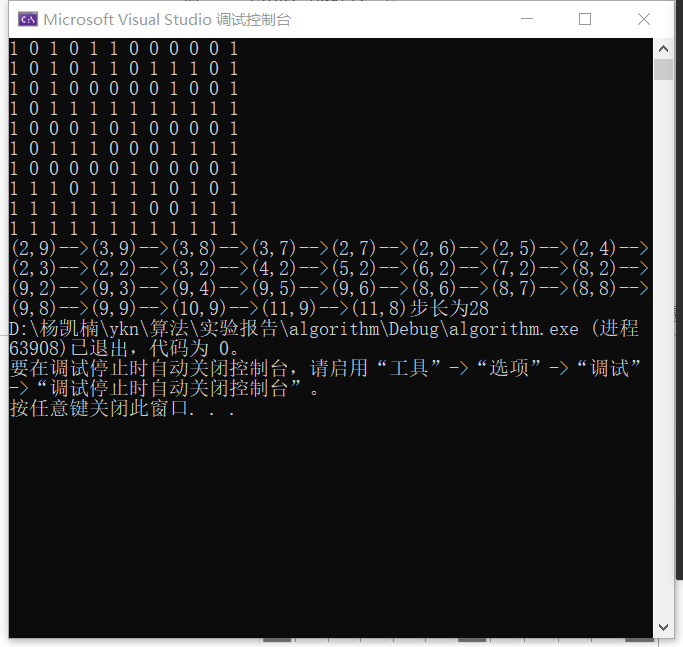 Microsoft Visual Studio 调试控制台
1 0 1 0 1 1 0 0 0 0 0 1
1 0 1 0 1 1 0 1 1 1 0 1
1 0 1 0 0 0 0 0 1 0 0 1
1 0 1 1 1 1 1 1 1 1 1 1
1 0 0 0 1 0 1 0 0 0 0 1
1 0 1 1 1 0 0 0 1 1 1 1
1 0 0 0 0 0 1 0 0 0 0 1
1 1 1 0 1 1 1 1 0 1 0 1
1 1 1 1 1 1 1 0 0 1 1 1
1 1 1 1 1 1 1 1 1 1 1 1
(2,9)-->(3,9)-->(3,8)-->(3,7)-->(2,7)-->(2,6)-->(2,5)-->(2,4)-->
(2,3)-->(2,2)-->(3,2)-->(4,2)-->(5,2)-->(6,2)-->(7,2)-->(8,2)-->
(9,2)-->(9,3)-->(9,4)-->(9,5)-->(9,6)-->(8,6)-->(8,7)-->(8,8)-->
(9,8)-->(9,9)-->(10,9)-->(11,9)-->(11,8)步长为28
D:\杨凯楠\ykn\算法\实验报告\algorithm\Debug\algorithm.exe (进程
63908)已退出，代码为 0。
要在调试停止时自动关闭控制台，请启用“工具”->“选项”->“调试”
->“调试停止时自动关闭控制台”。
按任意键关闭此窗口. . .